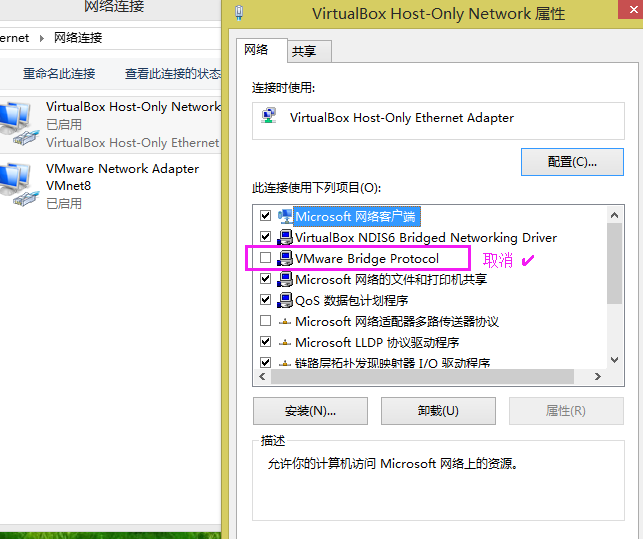 网络连接
VirtualBox Host-Only Network 属性
ernet
网络连接
重命名此连接
查看此连接的状态
VirtualBox Host-Only Network
已启用
VirtualBox Host-Only Ethernet
VMware Network Adapter
VMnet8
已启用
网络
共享
连接时使用:
VirtualBox Host-Only Ethernet Adapter
配置(C)...
此连接使用下列项目(O):
Microsoft 网络客户端
VirtualBox NDIS6 Bridged Networking Driver
VMware Bridge Protocol
取消 ✔
Microsoft 网络的文件和打印机共享
QoS 数据包计划程序
Microsoft 网络适配器多路传送器协议
Microsoft LLDP 协议驱动程序
链路层拓扑发现映射器 I/O 驱动程序
安装(N)...
卸载(U)
属性(R)
描述
允许你的计算机访问 Microsoft 网络上的资源。